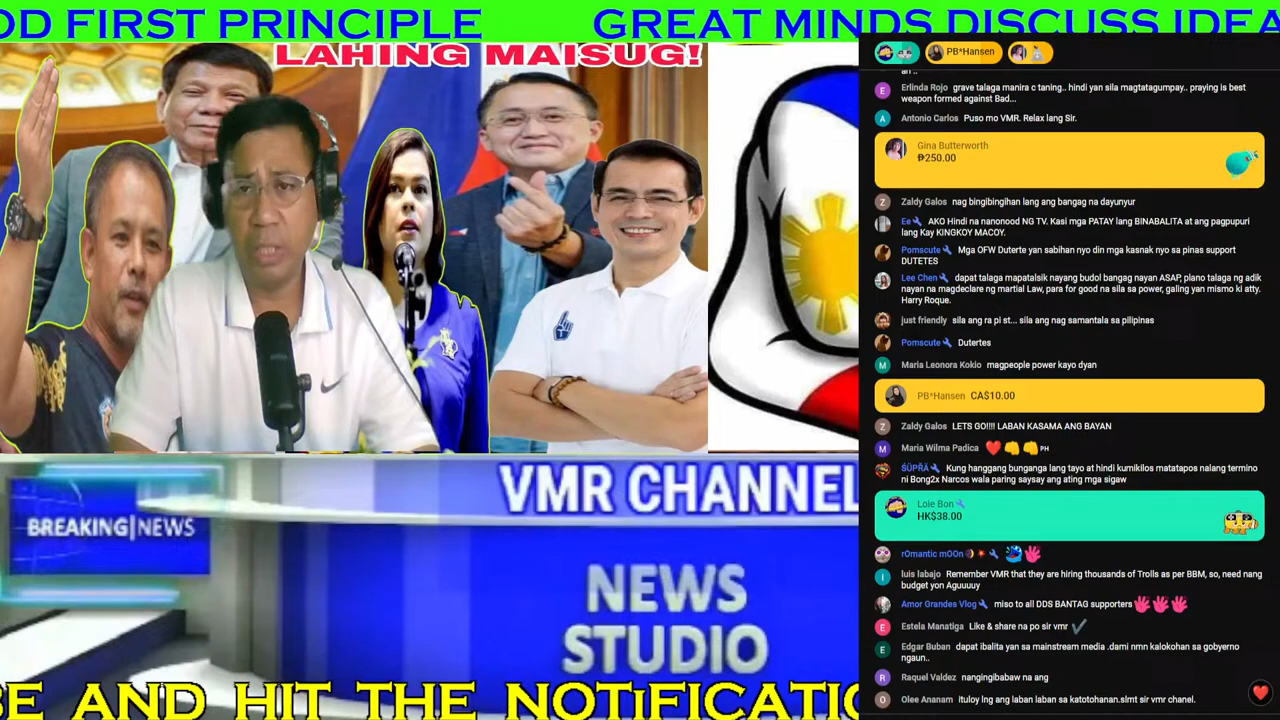 OD FIRST PRINCIPLE GREAT MINDS DISCUSS IDEA
LAHING MAISUG!
BREAKING|NEWS
VMR CHANNEL
NEWS
STUDIO
BE AND HIT THE NOTIFICATIO
PB*Hansen
an ..
Erlinda Rojo grave talaga manira c taning.. hindi yan sila magtatagumpay.. praying is best
weapon formed against Bad...
A Antonio Carlos Puso mo VMR. Relax lang Sir.
Gina Butterworth
₱250.00
Z Zaldy Galos nag bingibingihan lang ang bangag na dayunyur
Ee AKO Hindi na nanonood NG TV. Kasi mga PATAY lang BINABALITA at ang pagpupuri
lang Kay KINGKOY MACOY.
Pomscute Mga OFW Duterte yan sabihan nyo din mga kasnak nyo sa pinas support
DUTETES
Lee Chen dapat talaga mapatalsik nayang budol bangag nayan ASAP, plano talaga ng adik
nayan na magdeclare ng martial Law, para for good na sila sa power, galing yan mismo ki atty.
Harry Roque.
just friendly sila ang ra pi st... sila ang nag samantala sa pilipinas
Pomscute Dutertes
M Maria Leonora Kokio magpeople power kayo dyan
PB*Hansen CA$10.00
Z Zaldy Galos LETS GO!!!! LABAN KASAMA ANG BAYAN
M Maria Wilma Padica ❤️👊👊PH
ŚÜPŘÄ Kung hanggang bunganga lang tayo at hindi kumikilos matatapos nalang termino
ni Bong2x Narcos wala paring saysay ang ating mga sigaw
Loie Bon
HK$38.00
rOmantic mOOn
luis labajo Remember VMR that they are hiring thousands of Trolls as per BBM, so, need nang
budget yon Aguuuuy
Amor Grandes Vlog miso to all DDS BANTAG supporters
E Estela Manatiga Like & share na po sir vmr ✔️
E Edgar Buban dapat ibalita yan sa mainstream media .dami nmn kalokohan sa gobyerno
ngaun..
R Raquel Valdez nangingibabaw na ang
O Olee Ananam ituloy lng ang laban laban sa katotohanan.slmt sir vmr chanel.